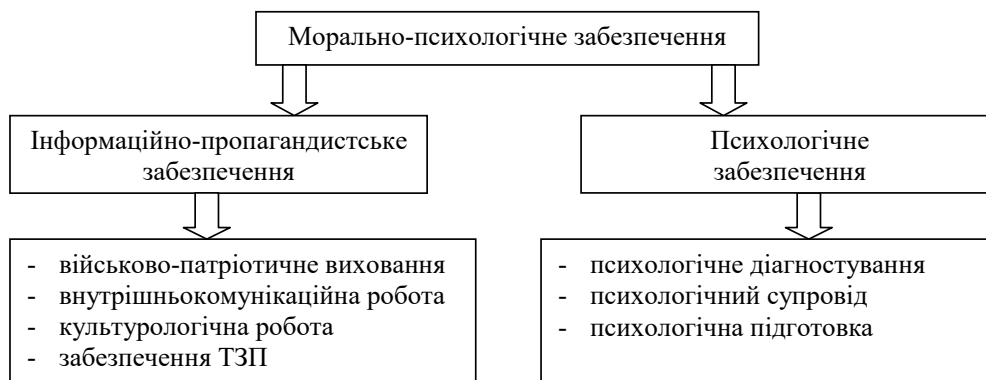 Морально-психологічне забезпечення
Інформаційно-пропагандистське
забезпечення
Психологічне
забезпечення
- військово-патріотичне виховання
- внутрішньокомунікаційна робота
- культурологічна робота
- забезпечення ТЗП
- психологічне діагностування
- психологічний супровід
- психологічна підготовка